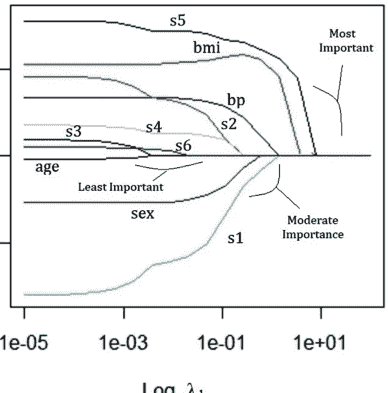 s5
Most
Important
bmi
bp
s3
s4
s2
s6
age
Least Important
sex
Moderate
Importance
s1
1e-05 1e-03 1e-01 1e+01
Log